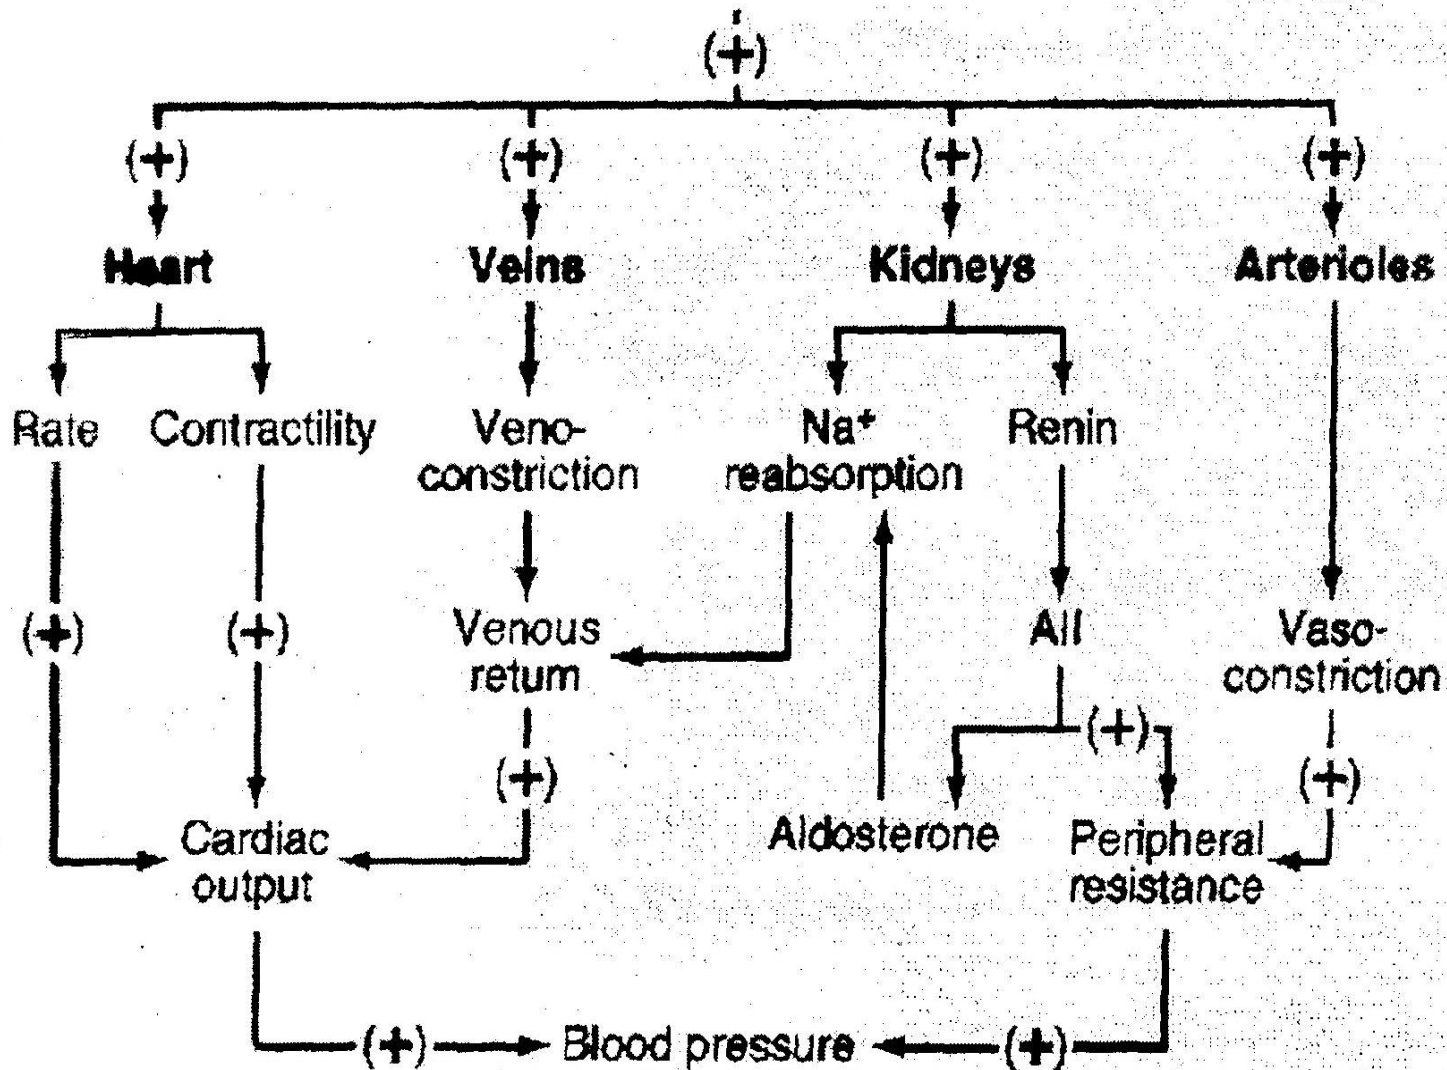 (+)
(+) (+) (+) (+)
Heart Veins Kidneys Arterioles
Rate Contractility Veno- Na⁺ Renin
constriction reabsorption
(+) (+) Venous AII Vaso-
return constriction
(+)
(+) (+)
Cardiac Aldosterone Peripheral
output resistance
(+) Blood pressure (+)